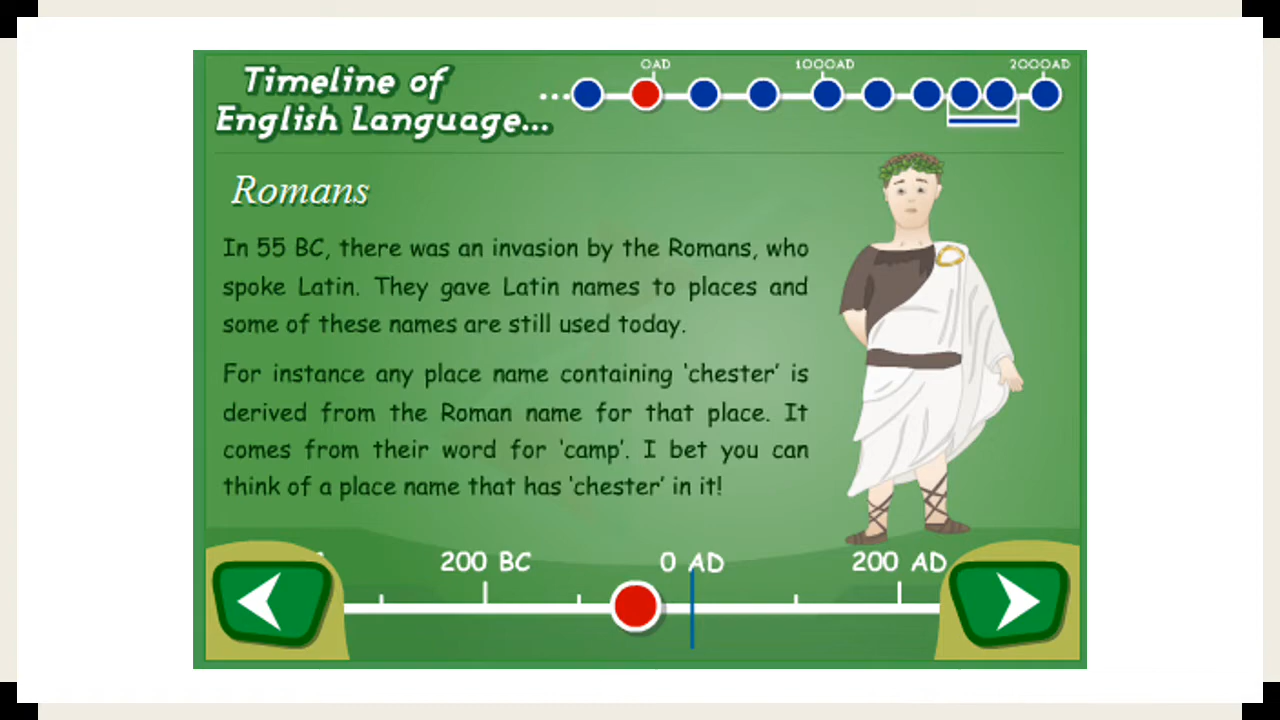 Timeline of
English Language...
0AD 1000AD 2000AD
Romans
In 55 BC, there was an invasion by the Romans, who
spoke Latin. They gave Latin names to places and
some of these names are still used today.
For instance any place name containing ‘chester’ is
derived from the Roman name for that place. It
comes from their word for ‘camp’. I bet you can
think of a place name that has ‘chester’ in it!
200 BC 0 AD 200 AD